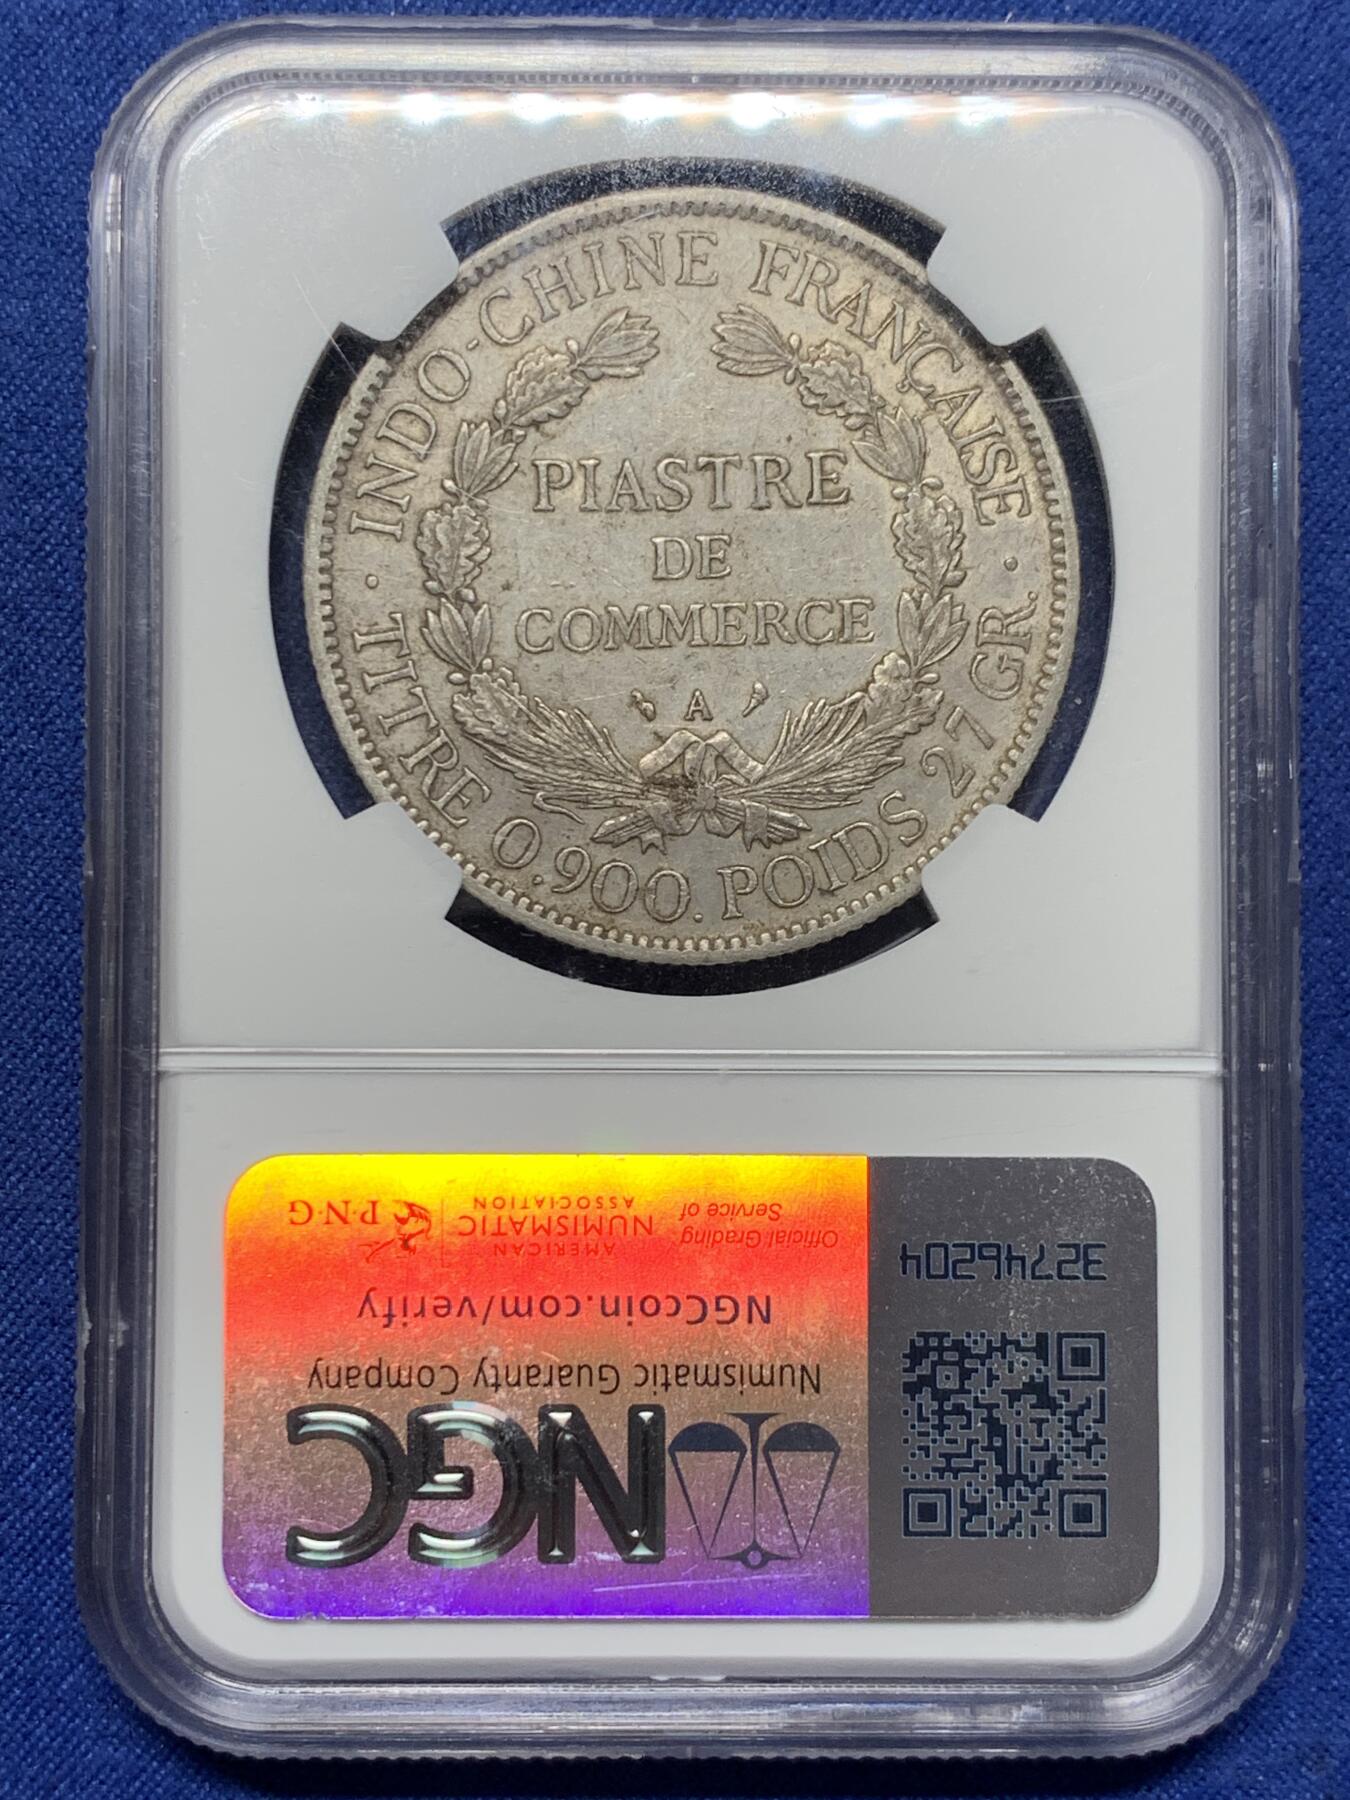 INDO-CHINE FRANÇAISE
PIASTRE
DE
COMMERCE
A
· TITRE 0.900. POIDS 27 GR. ·
NGC
Numismatic Guaranty Company
NGCcoin.com/verify
Official Grading
Service of
AMERICAN
NUMISMATIC
ASSOCIATION
P·N·G
32746204